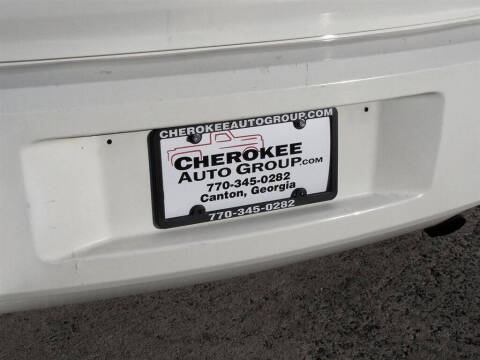 CHEROKEEAUTOGROUP.COM
CHEROKEE
AUTO GROUP.COM
770-345-0282
Canton, Georgia
770-345-0282